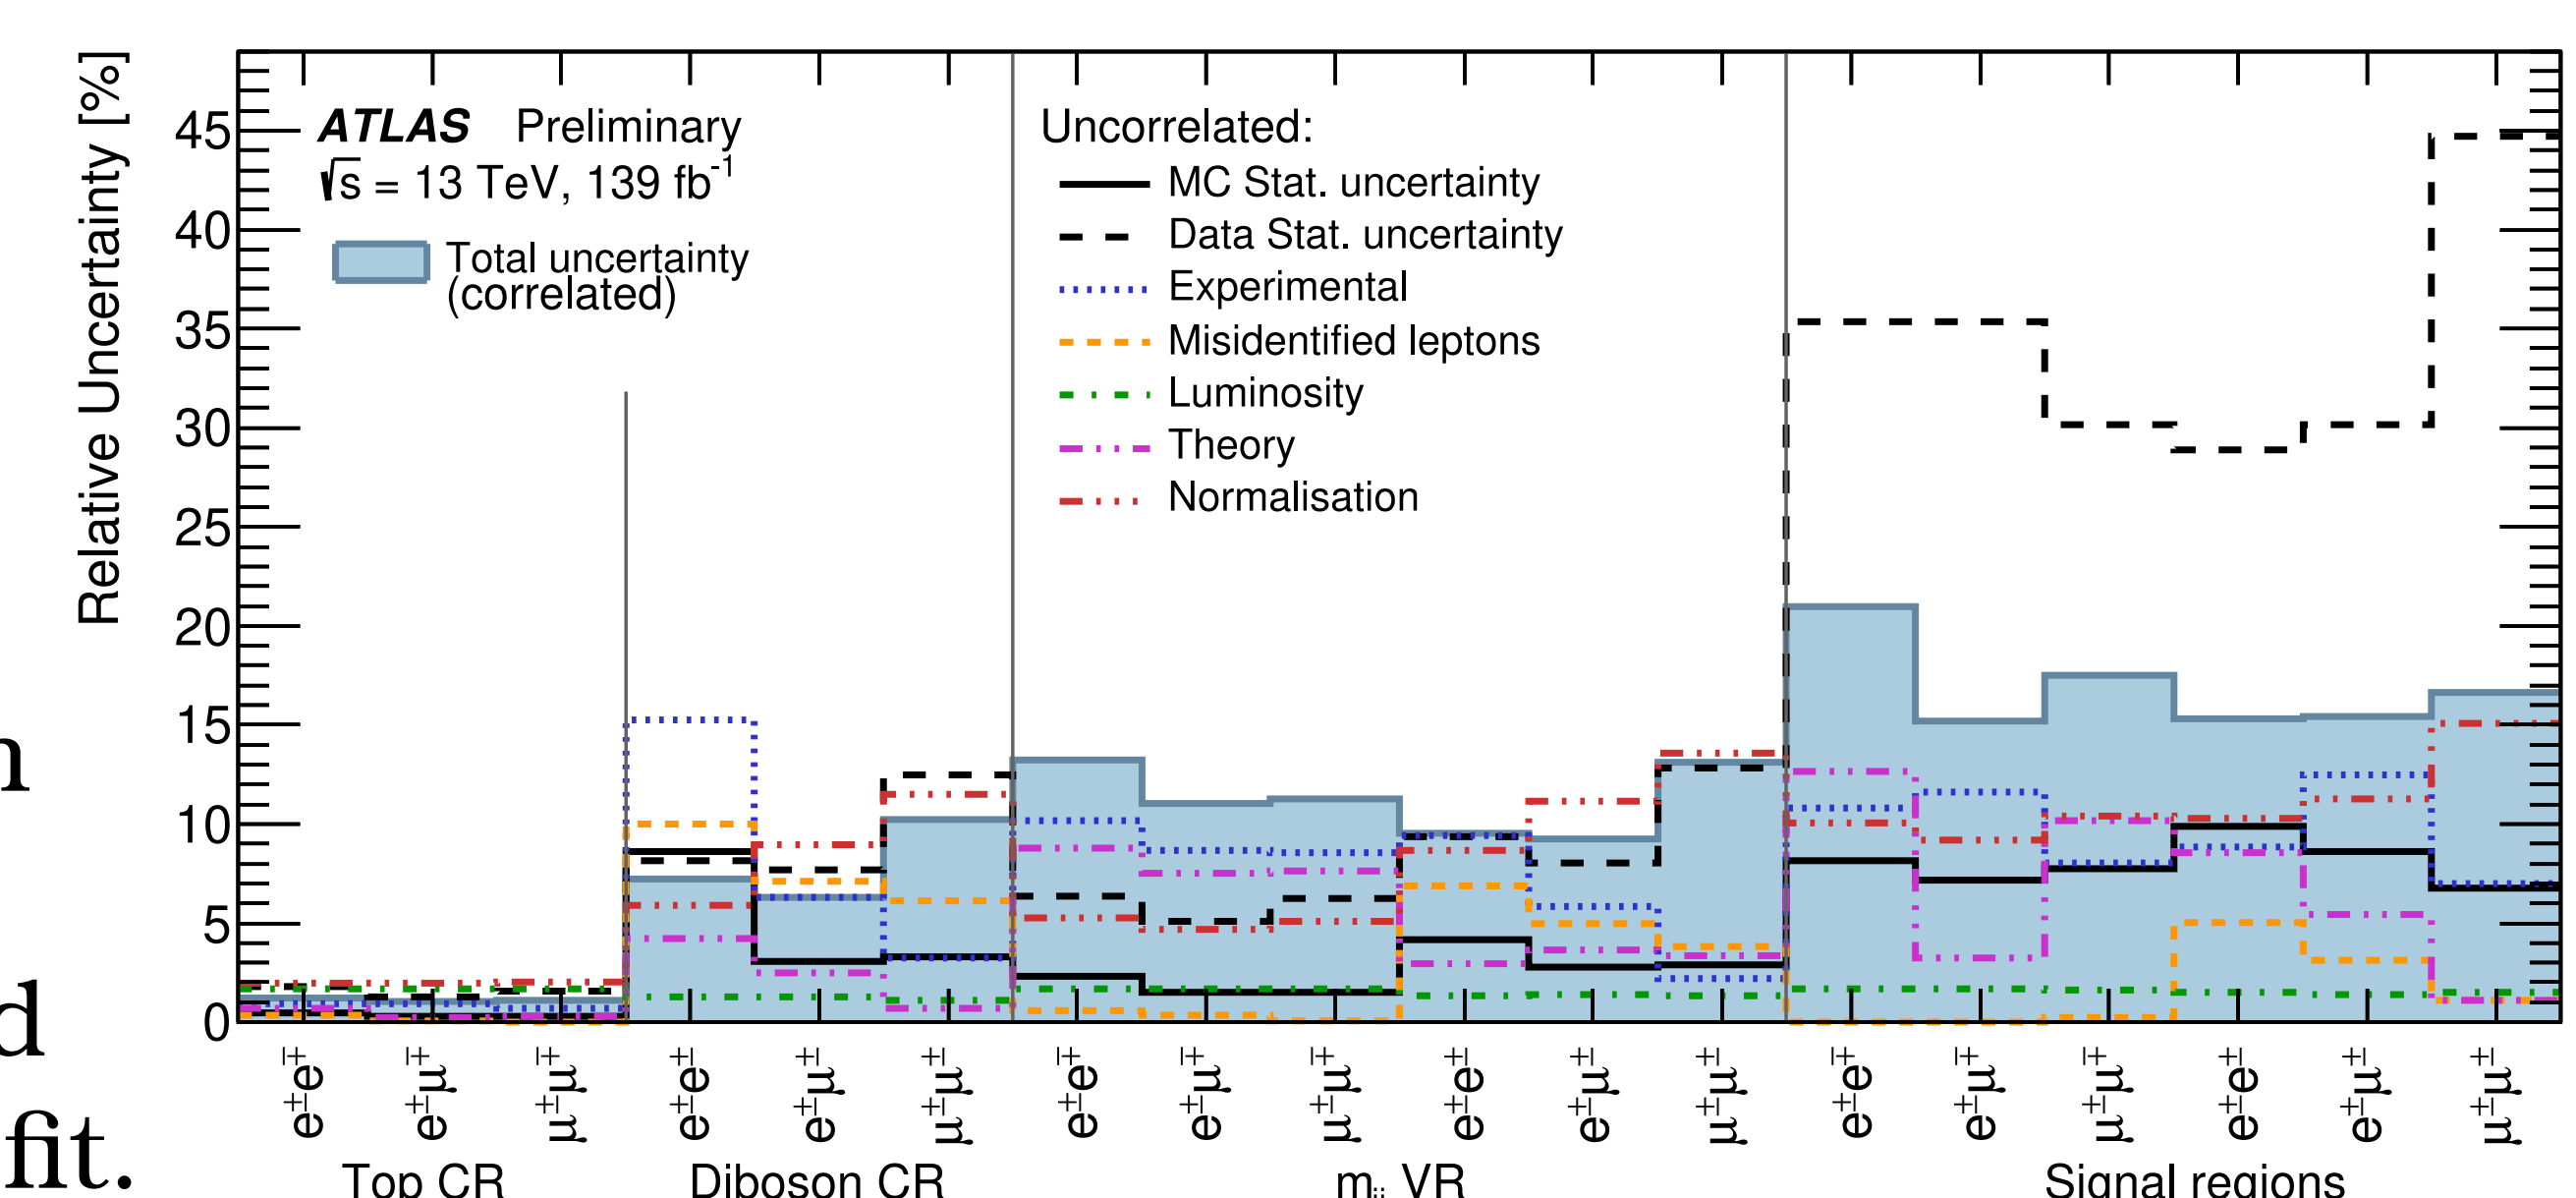 Relative Uncertainty [%]
45
40
35
30
25
20
15
10
5
0
ATLAS Preliminary
√s = 13 TeV, 139 fb⁻¹
Total uncertainty
(correlated)
Uncorrelated:
MC Stat. uncertainty
Data Stat. uncertainty
Experimental
Misidentified leptons
Luminosity
Theory
Normalisation
e±e∓
e±μ∓
μ±μ∓
e±e±
e±μ±
μ±μ±
e±e∓
e±μ∓
μ±μ∓
e±e±
e±μ±
μ±μ±
e±e∓
e±μ∓
μ±μ∓
e±e±
e±μ±
μ±μ±
Top CR
Diboson CR
mjj VR
Signal regions
n
d
fit.